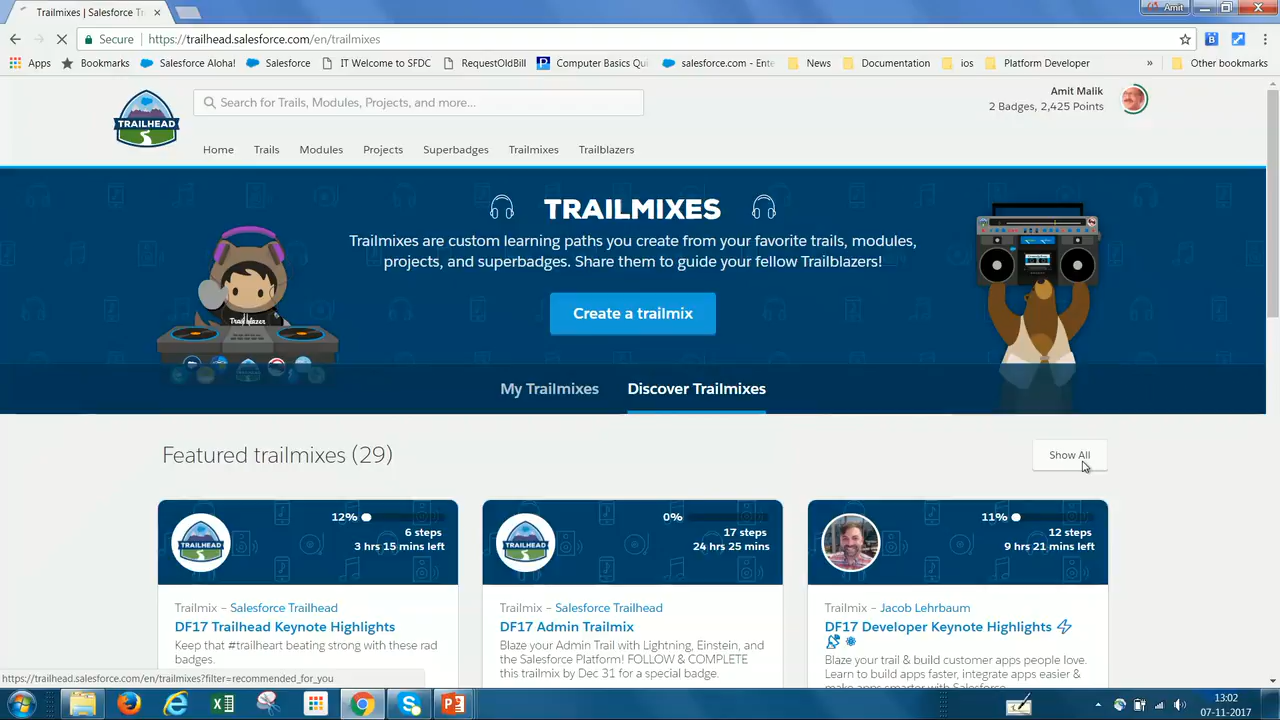 Trailmixes | Salesforce Tr
Amit
Secure
https://trailhead.salesforce.com/en/trailmixes
Apps
Bookmarks
Salesforce Aloha!
Salesforce
IT Welcome to SFDC
RequestOldBill
Computer Basics Qui
salesforce.com - Ente
News
Documentation
ios
Platform Developer
»
Other bookmarks
TRAILHEAD
Search for Trails, Modules, Projects, and more...
Amit Malik
2 Badges, 2,425 Points
Home
Trails
Modules
Projects
Superbadges
Trailmixes
Trailblazers
TRAILMIXES
Trailmixes are custom learning paths you create from your favorite trails, modules,
projects, and superbadges. Share them to guide your fellow Trailblazers!
Trailblazer
Create a trailmix
My Trailmixes
Discover Trailmixes
Featured trailmixes (29)
Show All
TRAILHEAD
12%
6 steps
3 hrs 15 mins left
Trailmix – Salesforce Trailhead
DF17 Trailhead Keynote Highlights
Keep that #trailheart beating strong with these rad
badges.
TRAILHEAD
0%
17 steps
24 hrs 25 mins
Trailmix – Salesforce Trailhead
DF17 Admin Trailmix
Blaze your Admin Trail with Lightning, Einstein, and
the Salesforce Platform! FOLLOW & COMPLETE
this trailmix by Dec 31 for a special badge.
11%
12 steps
9 hrs 21 mins left
Trailmix – Jacob Lehrbaum
DF17 Developer Keynote Highlights
Blaze your trail & build customer apps people love.
Learn to build apps faster, integrate apps easier &
make apps smarter with Salesforce
https://trailhead.salesforce.com/en/trailmixes?filter=recommended_for_you
13:02
07-11-2017